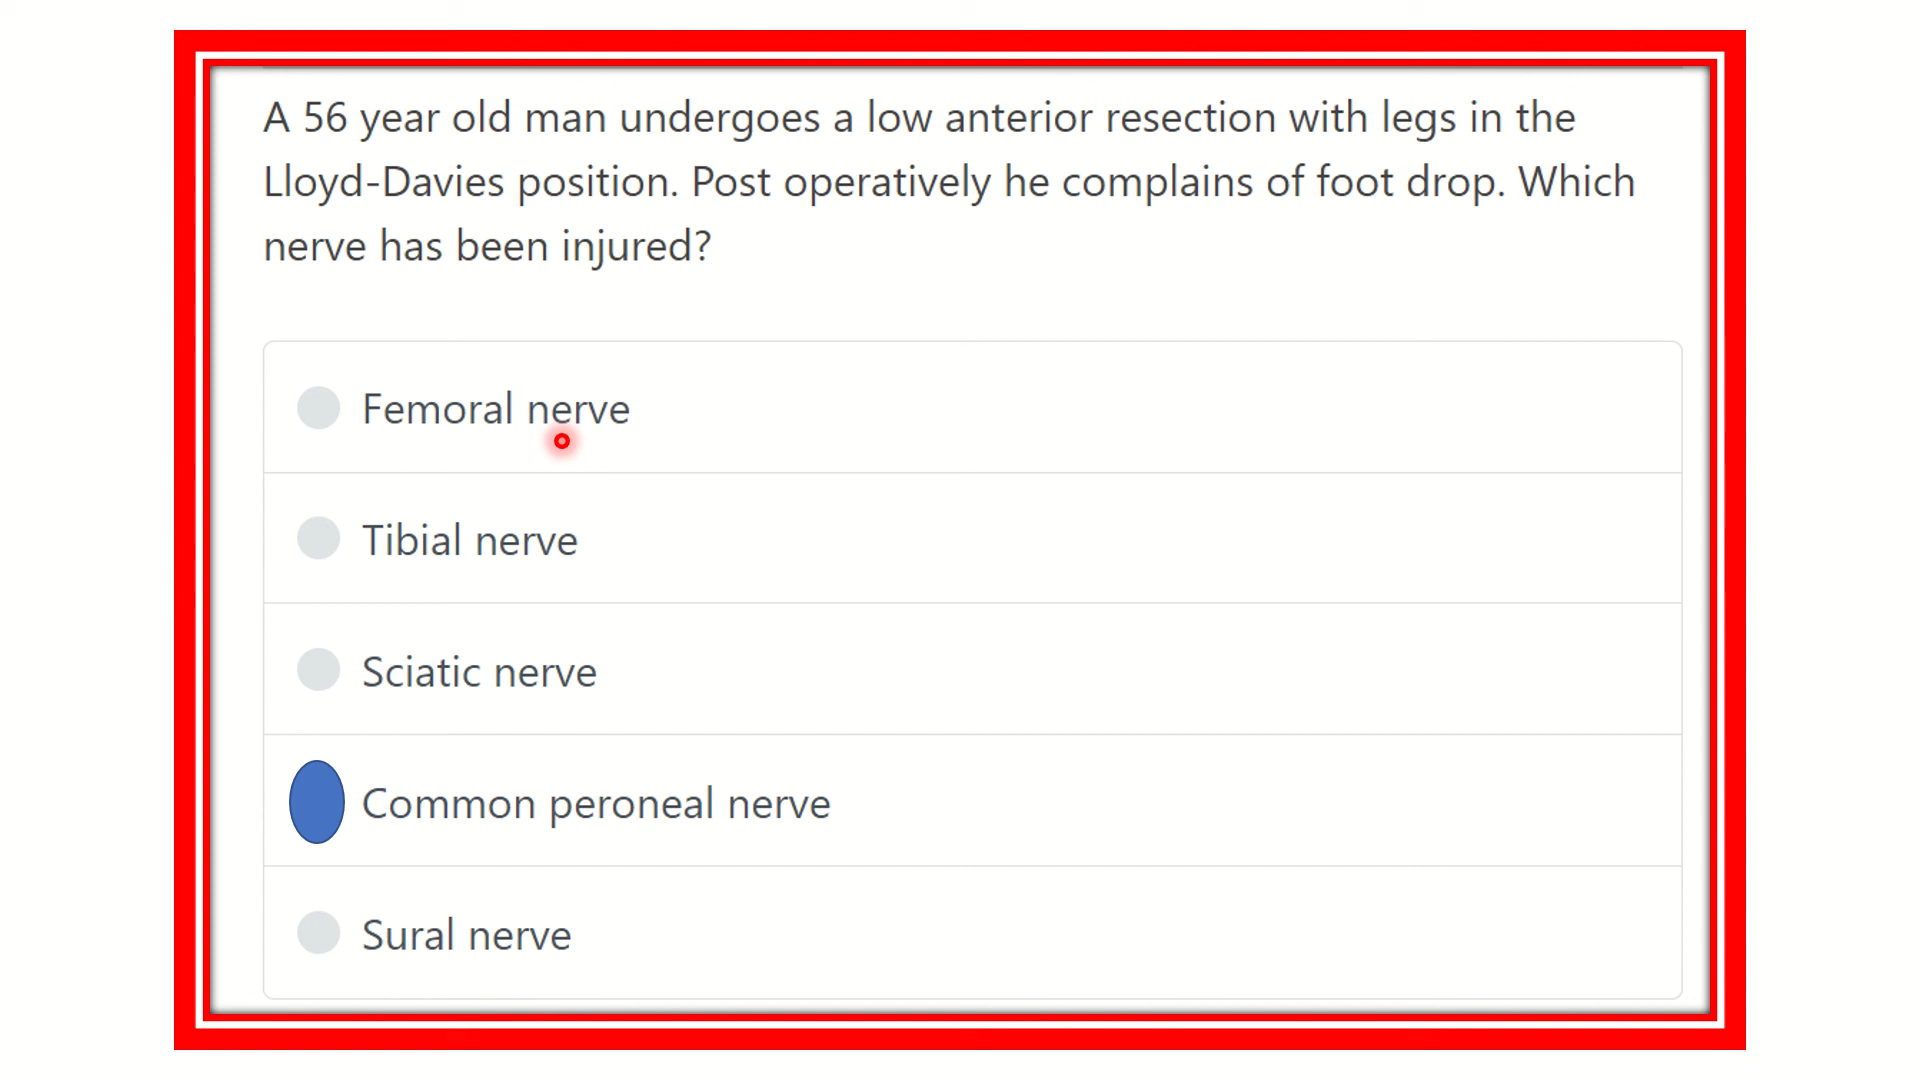 A 56 year old man undergoes a low anterior resection with legs in the
Lloyd-Davies position. Post operatively he complains of foot drop. Which
nerve has been injured?
Femoral nerve
Tibial nerve
Sciatic nerve
Common peroneal nerve
Sural nerve